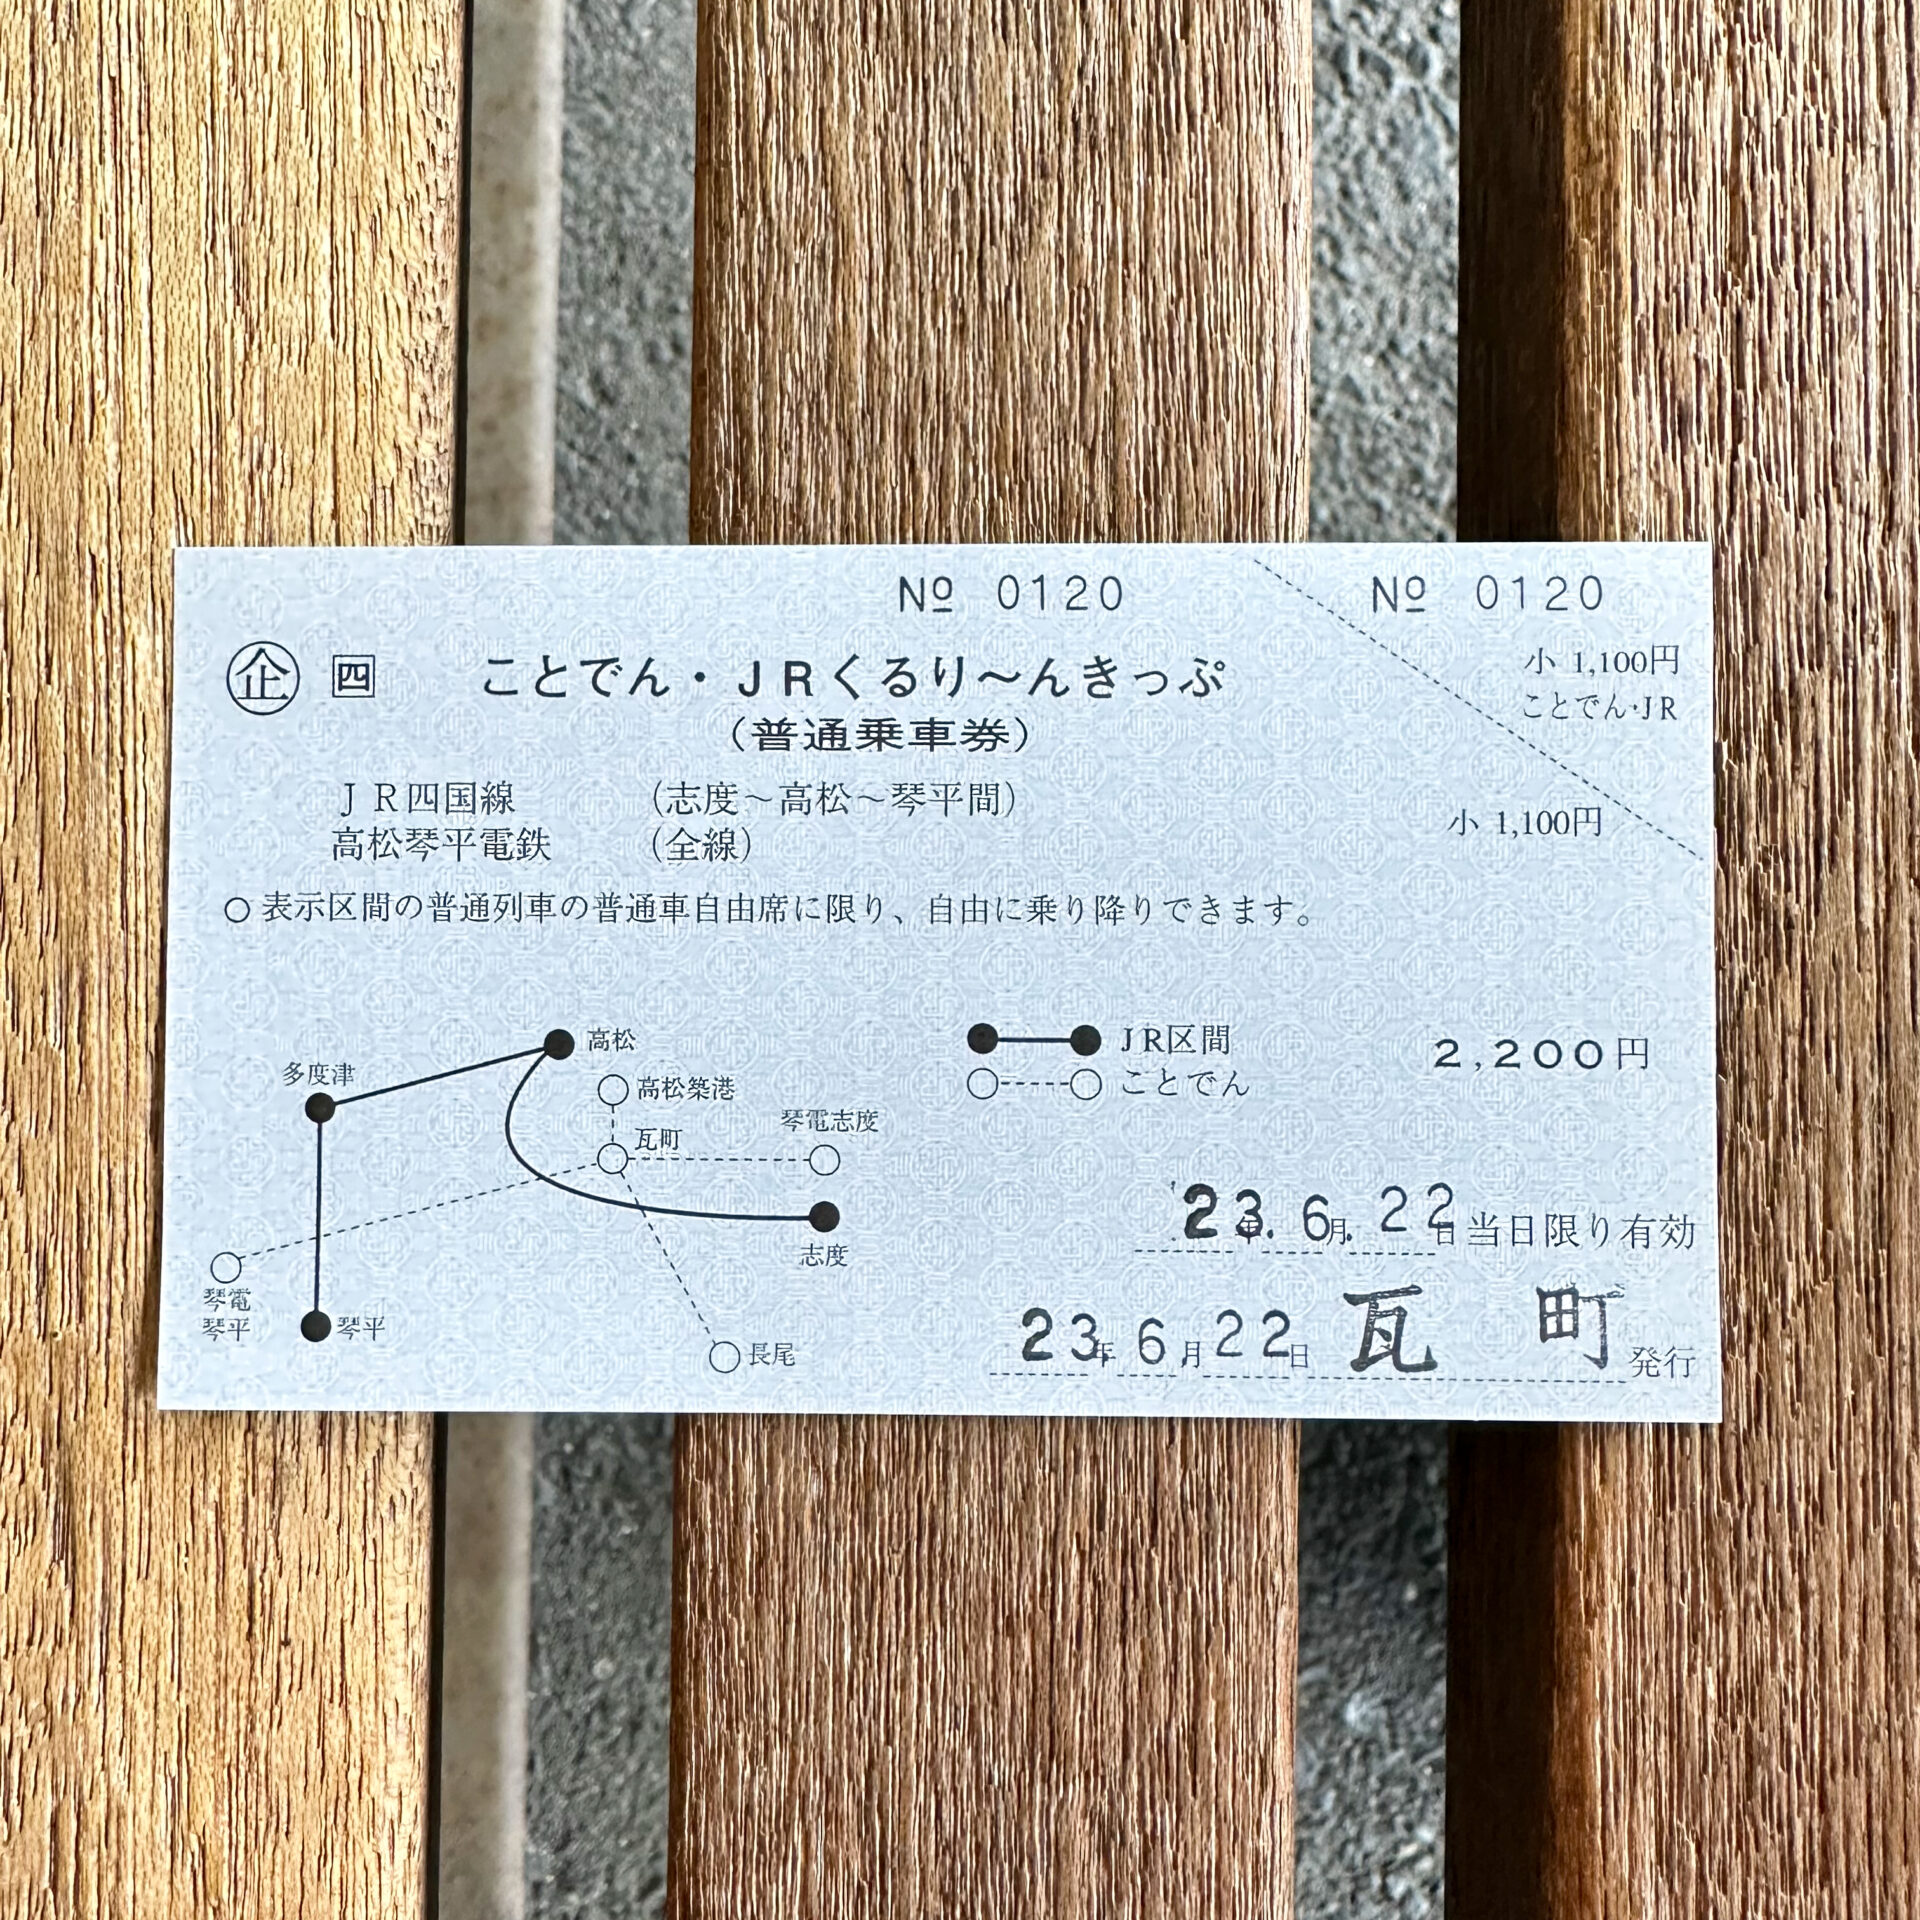 № 0120
№ 0120
企 四 ことでん・JRくるり～んきっぷ
(普通乗車券)
小 1,100円
ことでん・JR
JR四国線 (志度～高松～琴平間)
高松琴平電鉄 (全線)
小 1,100円
○ 表示区間の普通列車の普通車自由席に限り、自由に乗り降りできます。
高松
多度津
高松築港
瓦町
琴電志度
志度
琴電
琴平
琴平
長尾
JR区間
ことでん
2,200円
'23年. 6月. 22日当日限り有効
23年 6月 22日 瓦町 発行